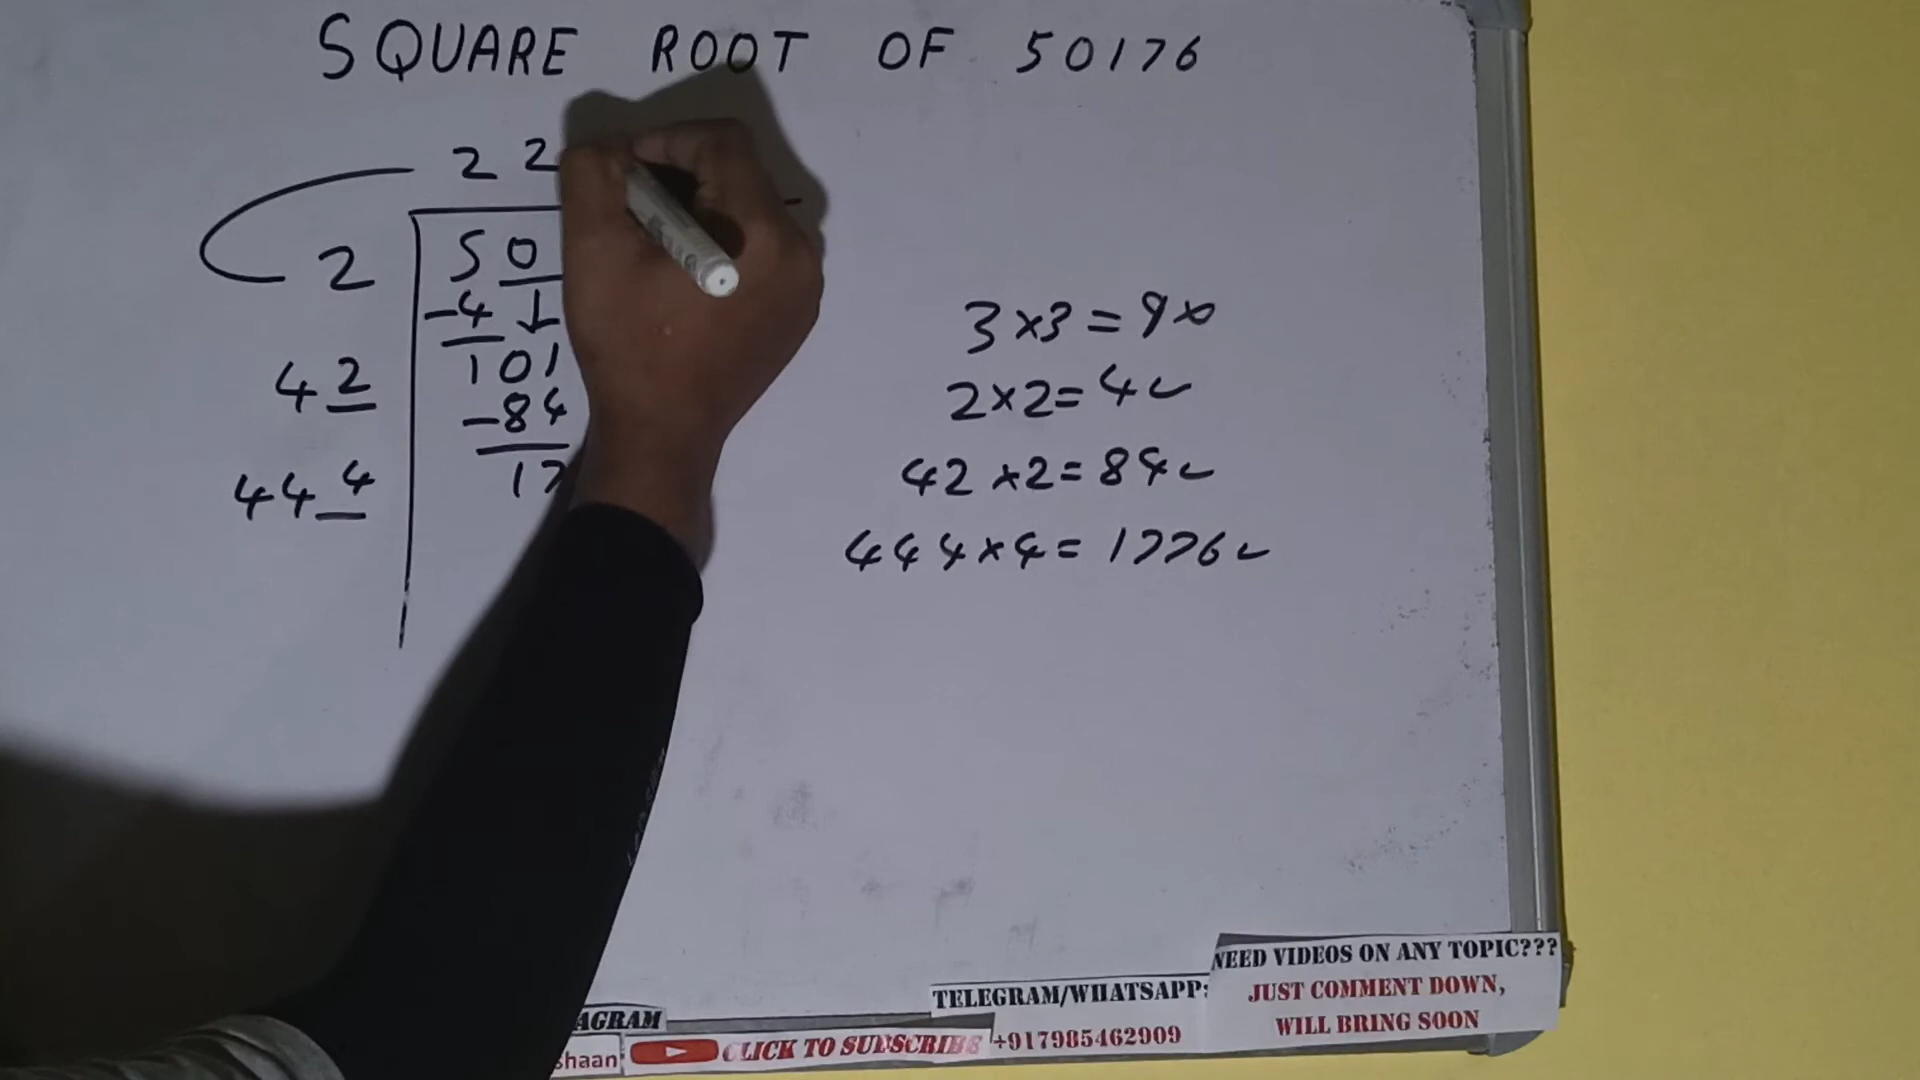 SQUARE ROOT OF 50176
2 2
2 50
-4 ↓
42 101
-84
444 17
3×3=9×
2×2=4✓
42×2=84✓
444×4=1776✓
NEED VIDEOS ON ANY TOPIC???
JUST COMMENT DOWN,
WILL BRING SOON
TELEGRAM/WHATSAPP:
+917985462909
AGRAM
shaan
CLICK TO SUBSCRIBE